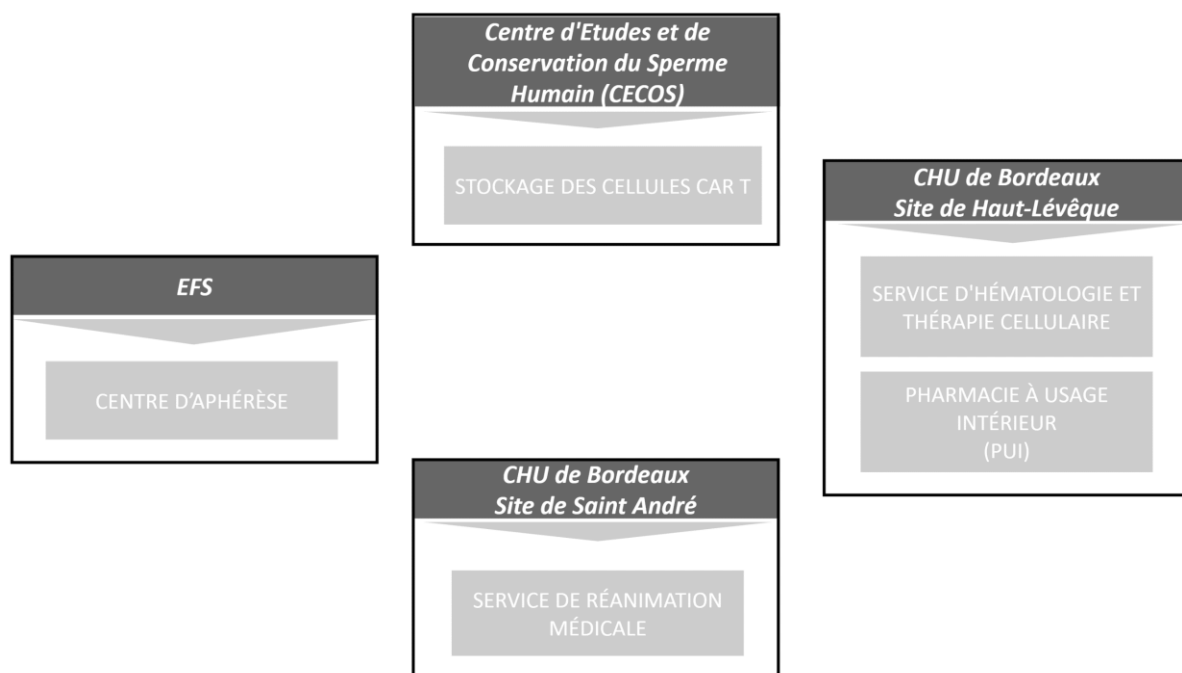 Centre d'Etudes et de
Conservation du Sperme
Humain (CECOS)
STOCKAGE DES CELLULES CAR T
CHU de Bordeaux
Site de Haut-Lévêque
SERVICE D'HÉMATOLOGIE ET
THÉRAPIE CELLULAIRE
PHARMACIE À USAGE
INTÉRIEUR
(PUI)
EFS
CENTRE D’APHÉRÈSE
CHU de Bordeaux
Site de Saint André
SERVICE DE RÉANIMATION
MÉDICALE